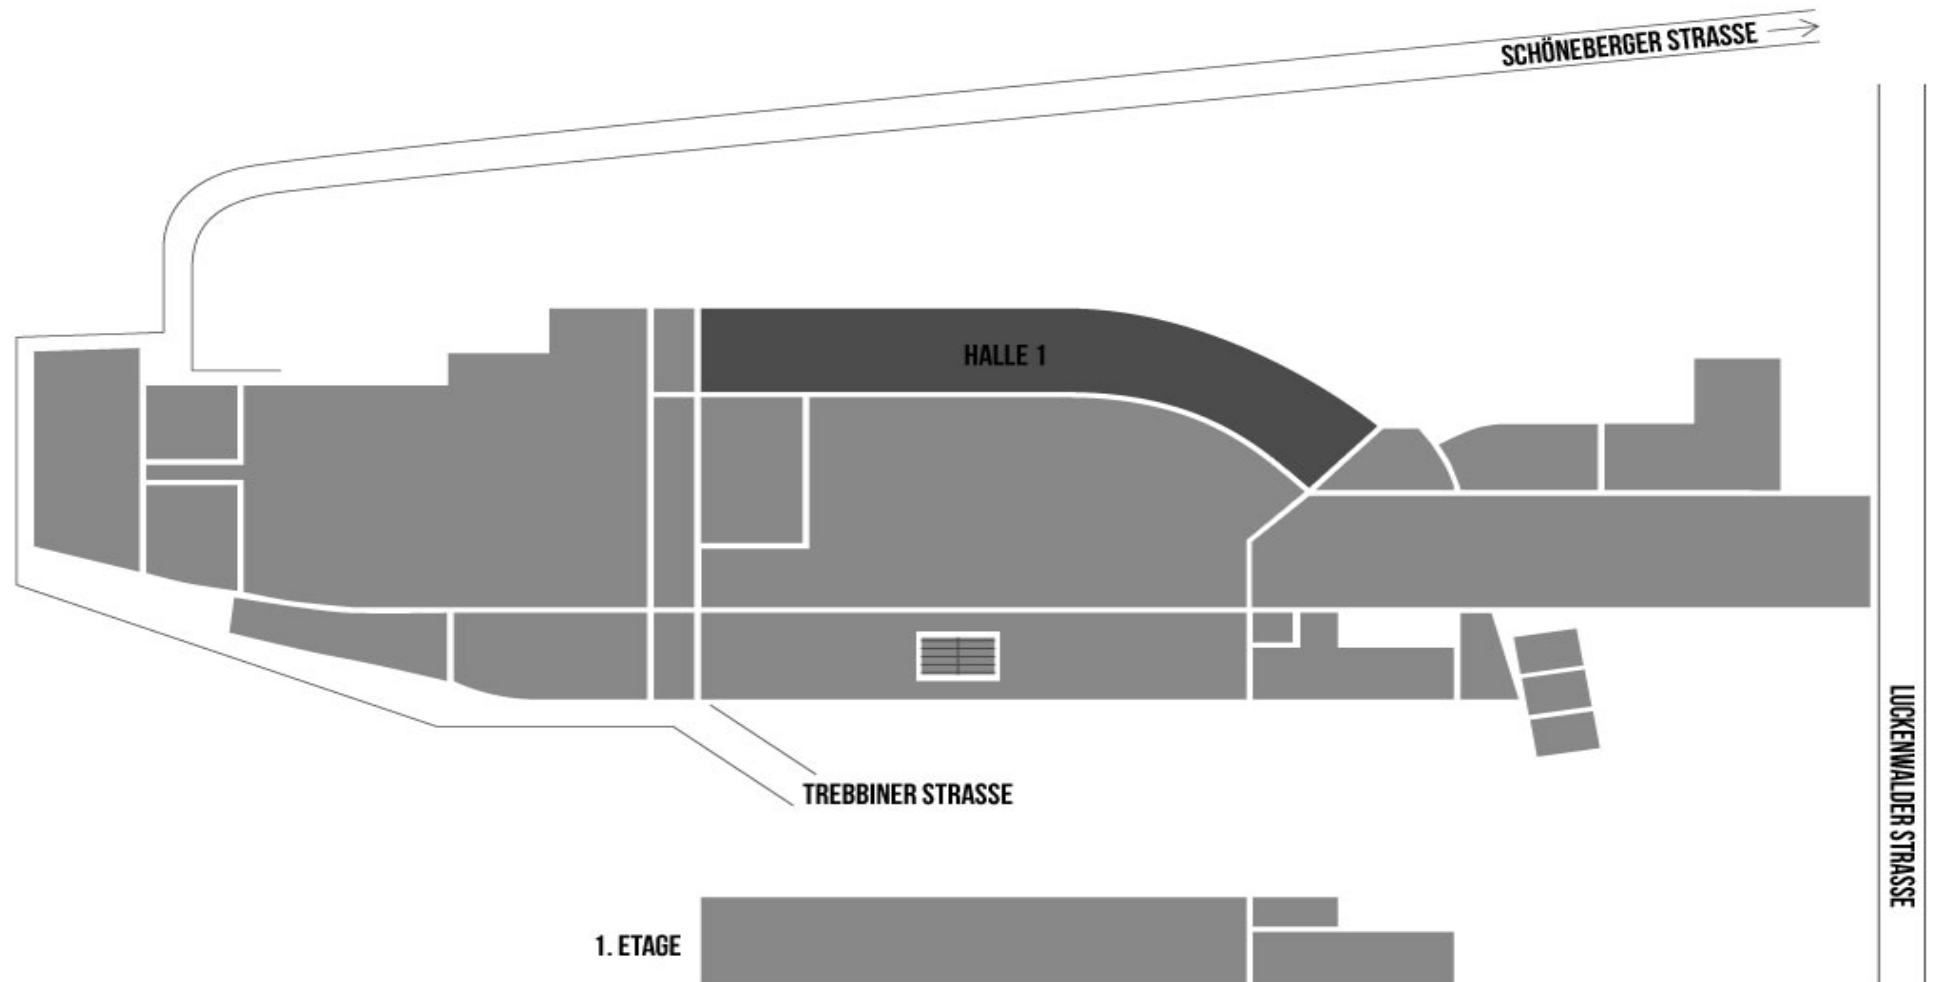 SCHÖNEBERGER STRASSE
HALLE 1
TREBBINER STRASSE
LUCKENWALDER STRASSE
1. ETAGE